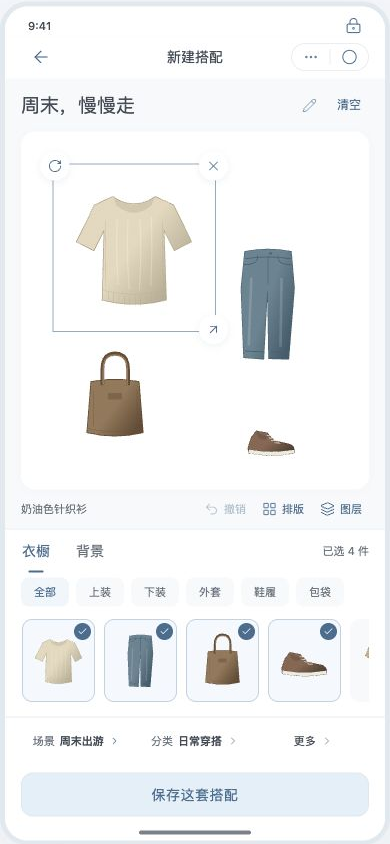 9:41
新建搭配
周末，慢慢走
清空
奶油色针织衫 撤销 排版 图层
衣橱 背景 已选 4 件
全部 上装 下装 外套 鞋履 包袋
场景 周末出游 分类 日常穿搭 更多
保存这套搭配